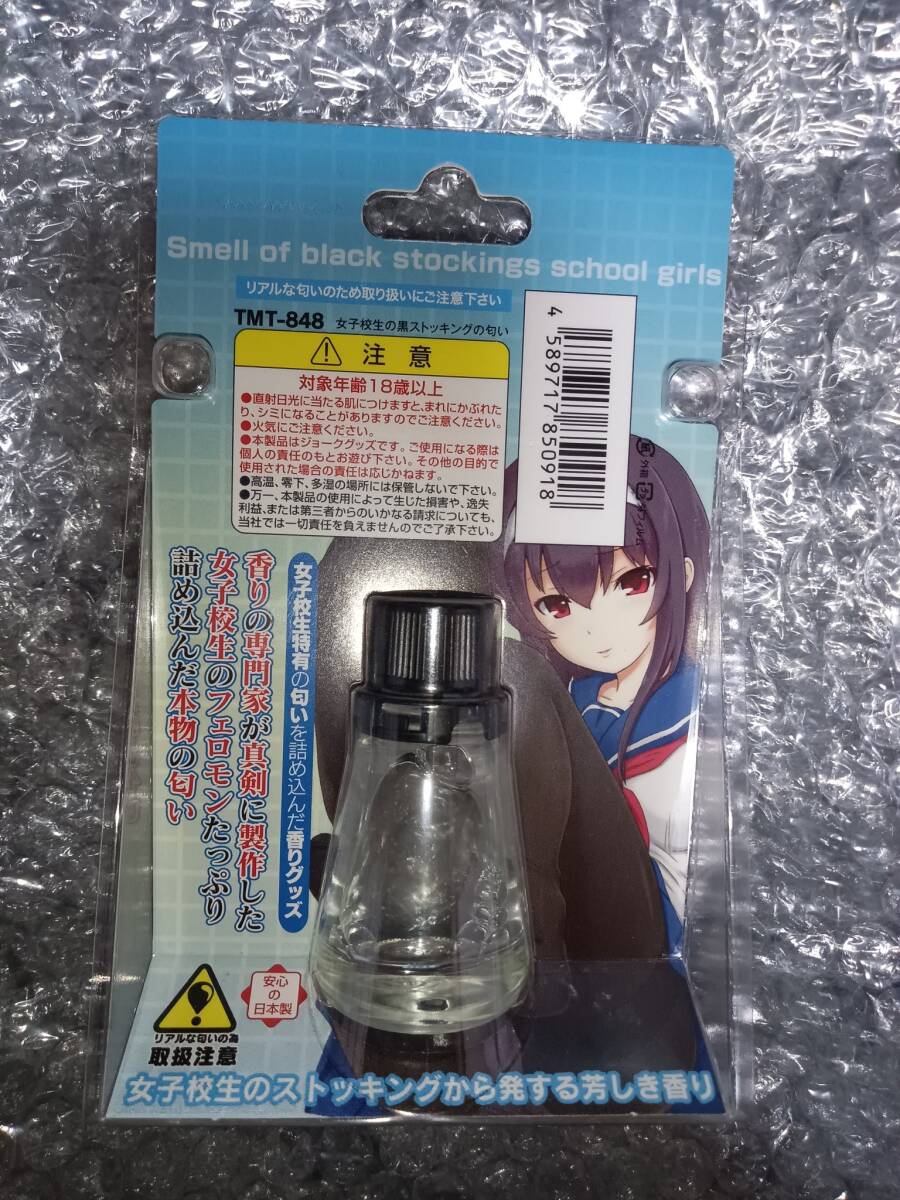 Smell of black stockings school girls
リアルな匂いのため取り扱いにご注意下さい
TMT-848 女子校生の黒ストッキングの匂い
4 589717 850918
注意
対象年齢18歳以上
●直射日光に当たる肌につけますと、まれにかぶれた
り、シミになることがありますのでご注意ください。
●火気にご注意ください。
●本製品はジョークグッズです。ご使用になる際は
個人の責任のもとお遊び下さい。その他の目的で
使用された場合の責任は応じかねます。
●高温、零下、多湿の場所には保管しないで下さい。
●万一、本製品の使用によって生じた損害や、逸失
利益、または第三者からのいかなる請求についても、
当社では一切責任を負えませんのでご了承下さい。
外箱
フィルム
女子校生特有の匂いを詰め込んだ香りグッズ
香りの専門家が真剣に製作した
女子校生のフェロモンたっぷり
詰め込んだ本物の匂い
リアルな匂いの為
取扱注意
安心
の
日本製
女子校生のストッキングから発する芳しき香り